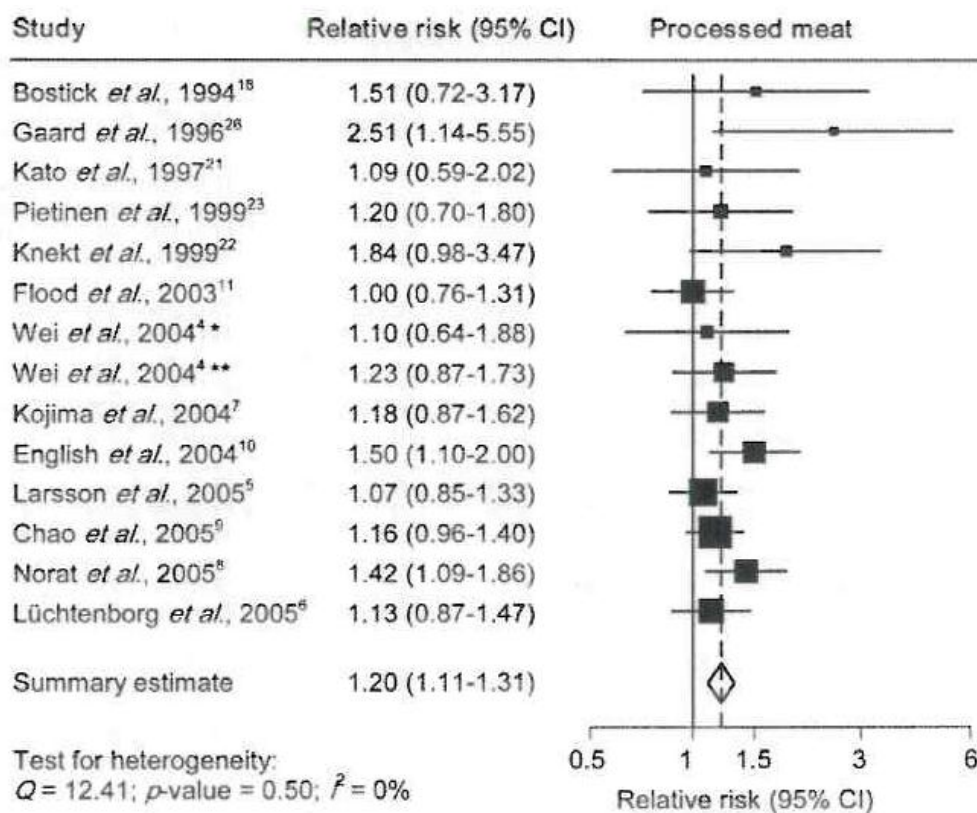 Study Relative risk (95% CI) Processed meat
Bostick et al., 1994¹⁸ 1.51 (0.72-3.17)
Gaard et al., 1996²⁶ 2.51 (1.14-5.55)
Kato et al., 1997²¹ 1.09 (0.59-2.02)
Pietinen et al., 1999²³ 1.20 (0.70-1.80)
Knekt et al., 1999²² 1.84 (0.98-3.47)
Flood et al., 2003¹¹ 1.00 (0.76-1.31)
Wei et al., 2004⁴ * 1.10 (0.64-1.88)
Wei et al., 2004⁴ ** 1.23 (0.87-1.73)
Kojima et al., 2004⁷ 1.18 (0.87-1.62)
English et al., 2004¹⁰ 1.50 (1.10-2.00)
Larsson et al., 2005⁵ 1.07 (0.85-1.33)
Chao et al., 2005⁹ 1.16 (0.96-1.40)
Norat et al., 2005⁸ 1.42 (1.09-1.86)
Lüchtenborg et al., 2005⁶ 1.13 (0.87-1.47)
Summary estimate 1.20 (1.11-1.31)
0.5 1 1.5 3 6
Relative risk (95% CI)
Test for heterogeneity:
Q = 12.41; p-value = 0.50; I² = 0%